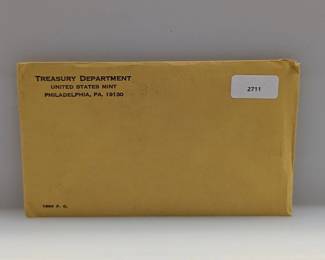 TREASURY DEPARTMENT
UNITED STATES MINT
PHILADELPHIA, PA. 19130
2711
P. C.